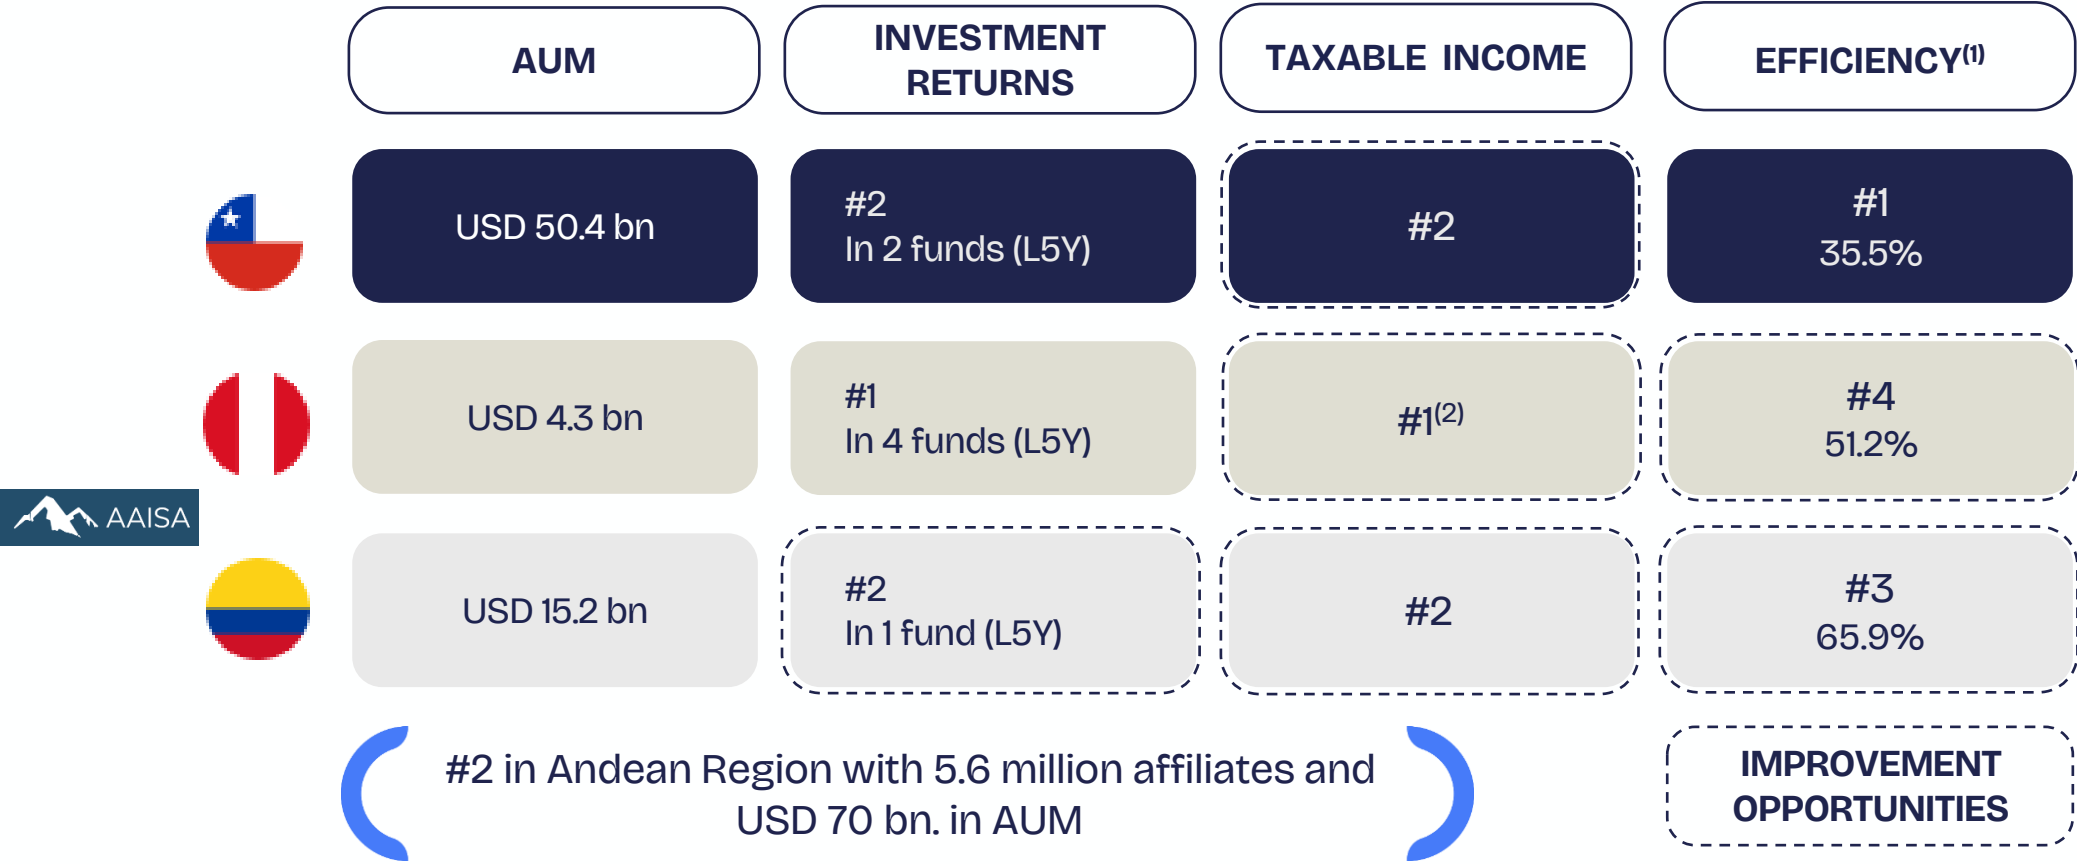 AUM
INVESTMENT
RETURNS
TAXABLE INCOME
EFFICIENCY(1)
USD 50.4 bn
#2
In 2 funds (L5Y)
#2
#1
35.5%
USD 4.3 bn
#1
In 4 funds (L5Y)
#1(2)
#4
51.2%
AAISA
USD 15.2 bn
#2
In 1 fund (L5Y)
#2
#3
65.9%
#2 in Andean Region with 5.6 million affiliates and
USD 70 bn. in AUM
IMPROVEMENT
OPPORTUNITIES